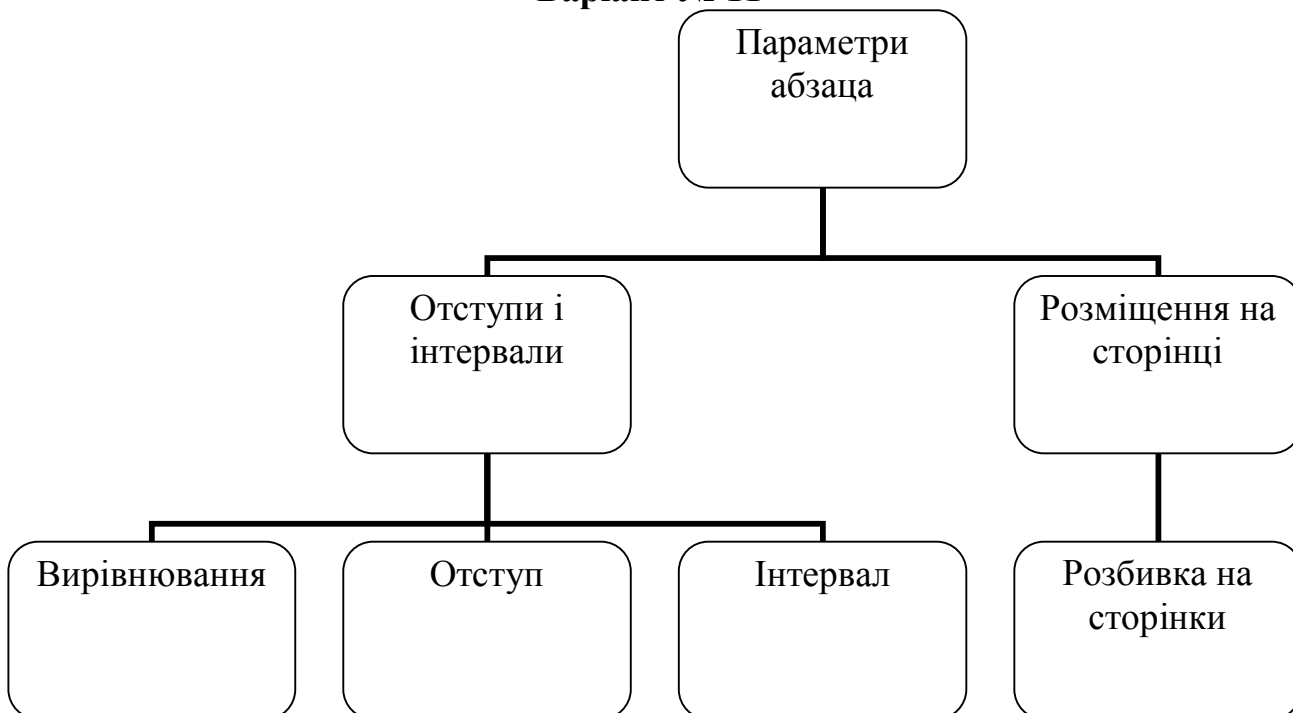 Параметри
абзаца
Отступи і
інтервали
Розміщення на
сторінці
Вирівнювання
Отступ
Інтервал
Розбивка на
сторінки